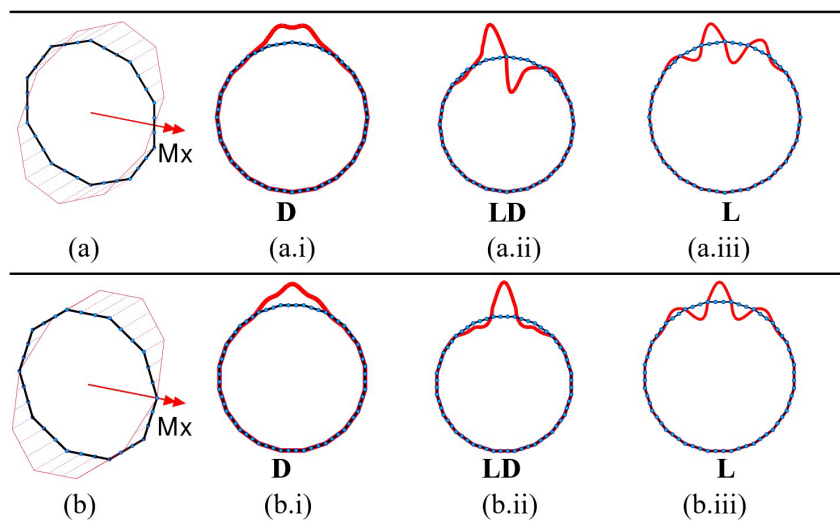 Mx
D LD L
(a) (a.i) (a.ii) (a.iii)
Mx
D LD L
(b) (b.i) (b.ii) (b.iii)